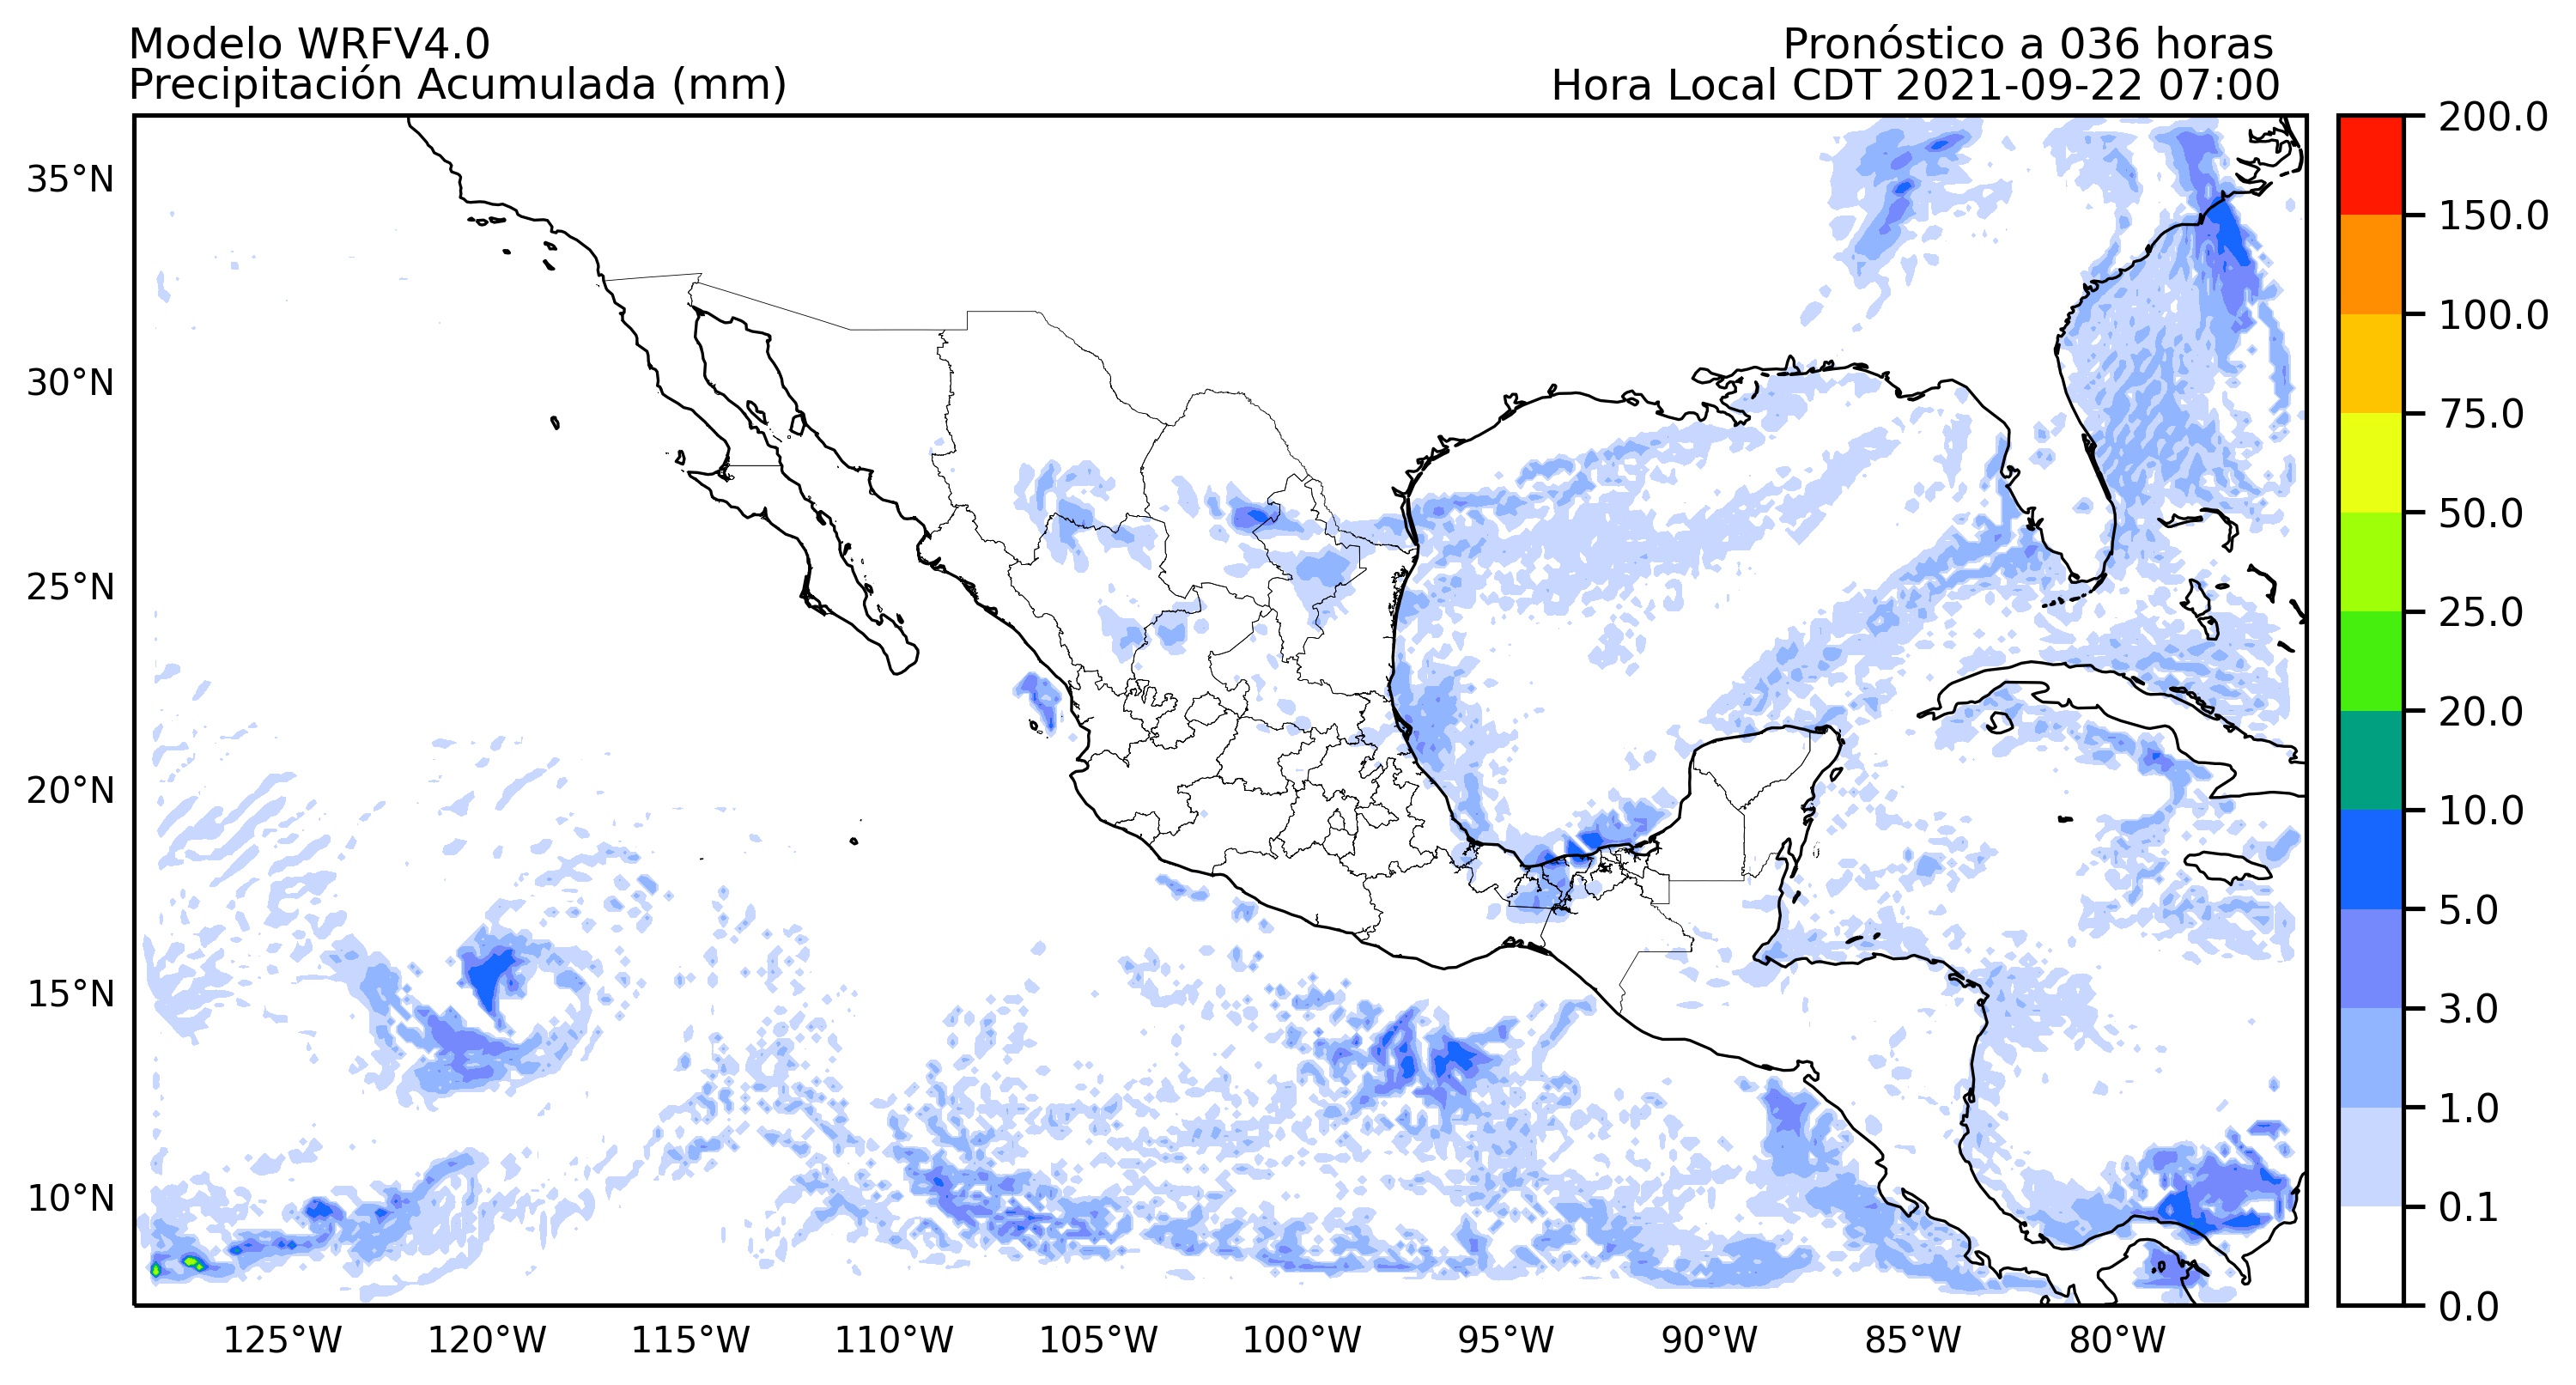 Modelo WRFV4.0
Precipitación Acumulada (mm)
Pronóstico a 036 horas
Hora Local CDT 2021-09-22 07:00
35°N
30°N
25°N
20°N
15°N
10°N
125°W
120°W
115°W
110°W
105°W
100°W
95°W
90°W
85°W
80°W
200.0
150.0
100.0
75.0
50.0
25.0
20.0
10.0
5.0
3.0
1.0
0.1
0.0